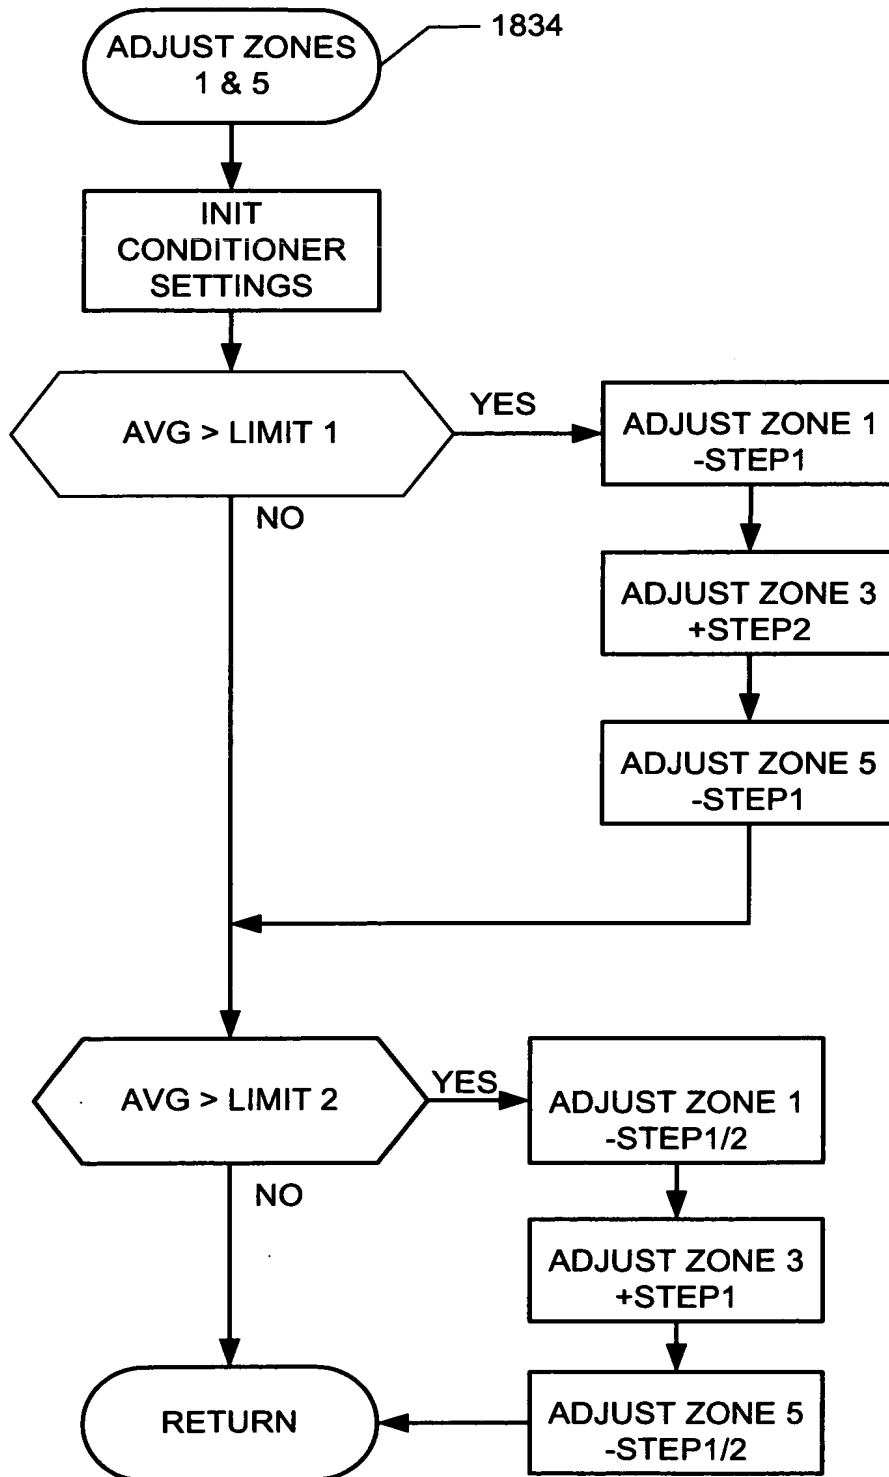 ADJUST ZONES
1 & 5
1834
INIT
CONDITIONER
SETTINGS
AVG > LIMIT 1
YES
NO
ADJUST ZONE 1
-STEP1
ADJUST ZONE 3
+STEP2
ADJUST ZONE 5
-STEP1
AVG > LIMIT 2
YES
NO
ADJUST ZONE 1
-STEP1/2
ADJUST ZONE 3
+STEP1
ADJUST ZONE 5
-STEP1/2
RETURN